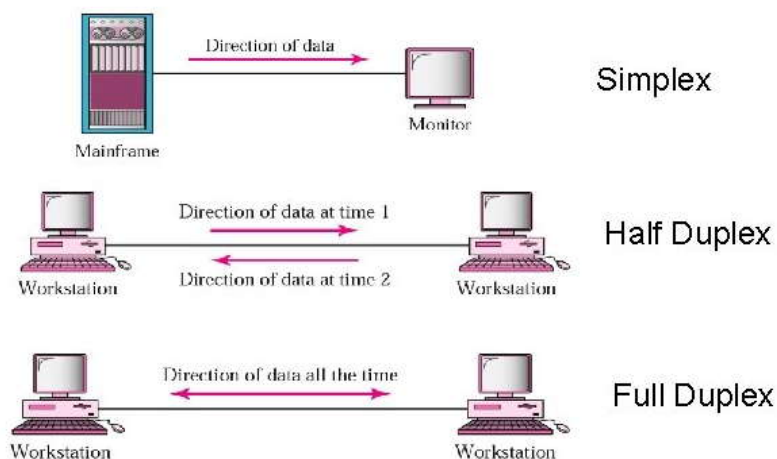 Direction of data
Simplex
Mainframe
Monitor
Direction of data at time 1
Half Duplex
Direction of data at time 2
Workstation
Workstation
Direction of data all the time
Full Duplex
Workstation
Workstation